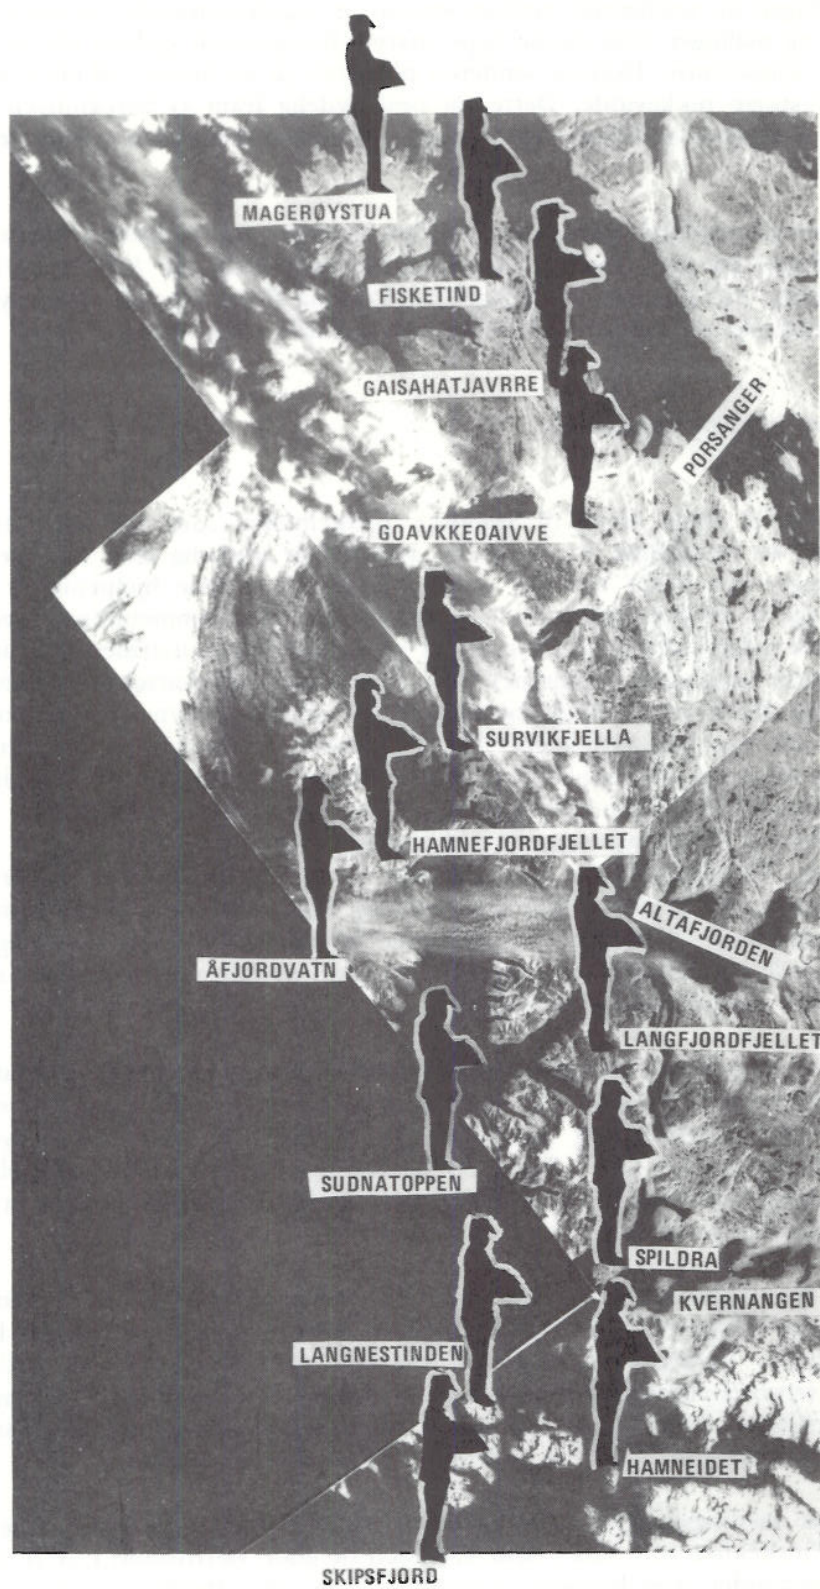 MAGERØYSTUA
FISKETIND
GAISAHATJAVRRE
PORSANGER
GOAVKKEOAIVVE
SURVIKFJELLA
HAMNEFJORDFJELLET
ALTAFJORDEN
ÅFJORDVATN
LANGFJORDFJELLET
SUDNATOPPEN
SPILDRA
KVERNANGEN
LANGNESTINDEN
HAMNEIDET
SKIPSFJORD